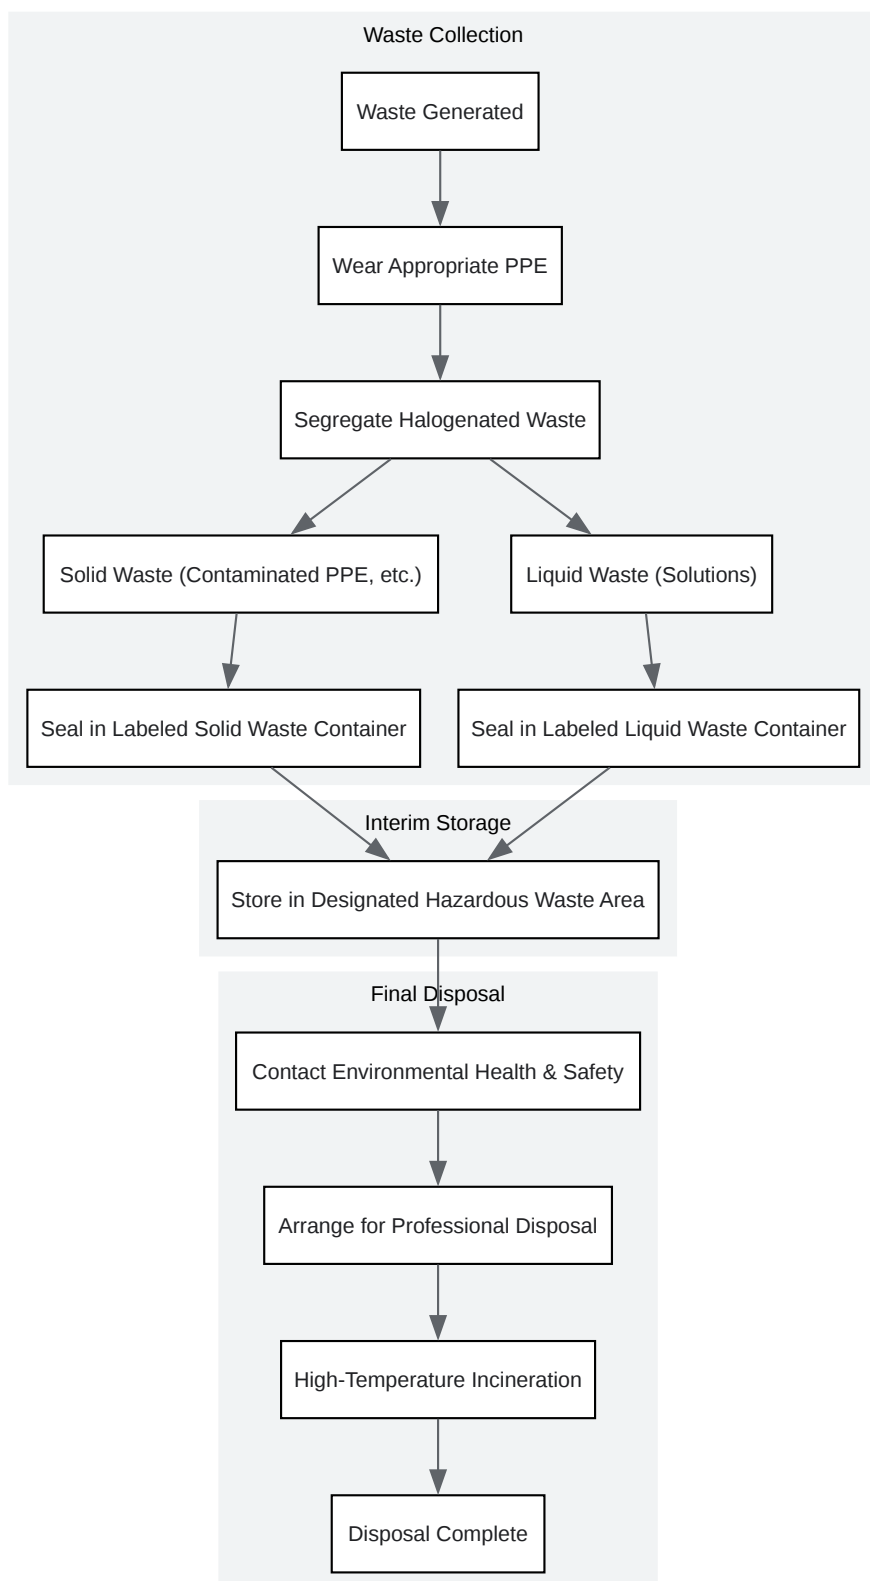 Waste Collection
Waste Generated
Wear Appropriate PPE
Segregate Halogenated Waste
Solid Waste (Contaminated PPE, etc.)
Liquid Waste (Solutions)
Seal in Labeled Solid Waste Container
Seal in Labeled Liquid Waste Container
Interim Storage
Store in Designated Hazardous Waste Area
Final Disposal
Contact Environmental Health & Safety
Arrange for Professional Disposal
High-Temperature Incineration
Disposal Complete